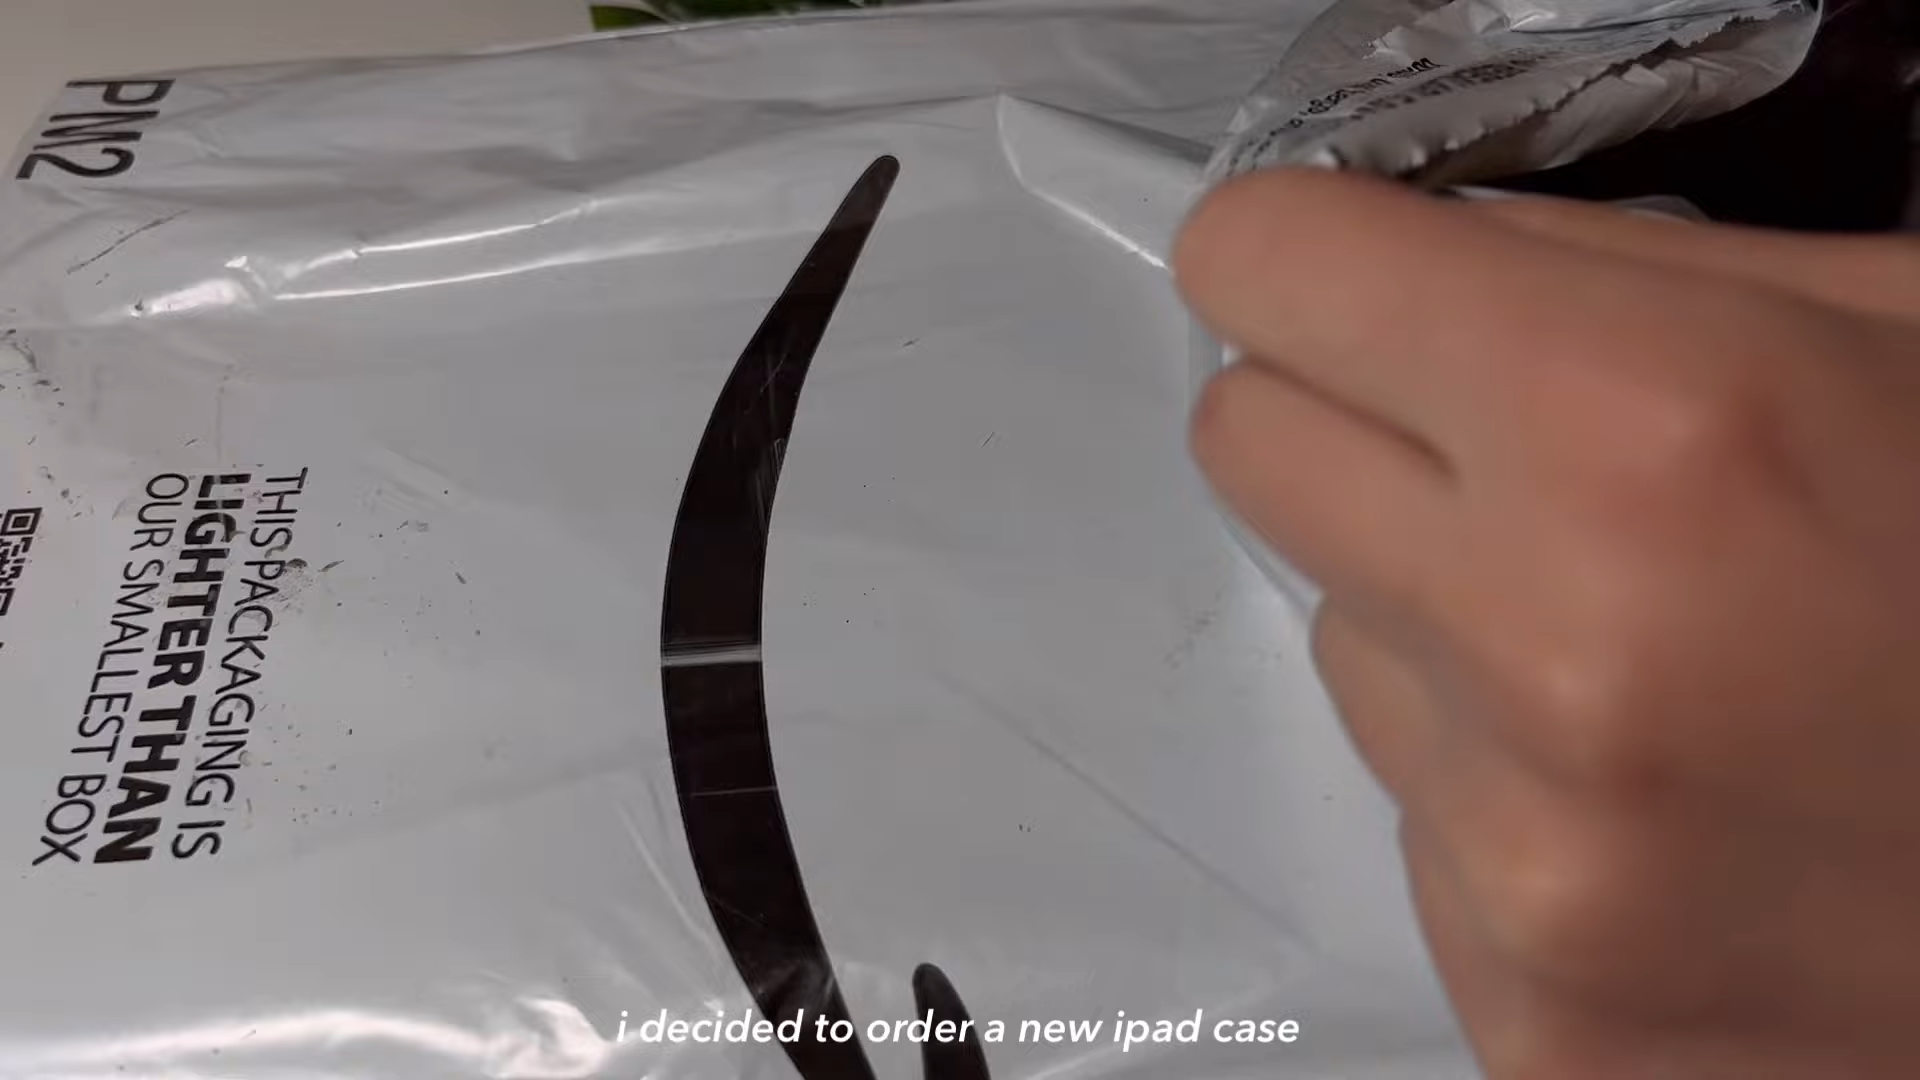 PM2
THIS PACKAGING IS
LIGHTER THAN
OUR SMALLEST BOX
i decided to order a new ipad case